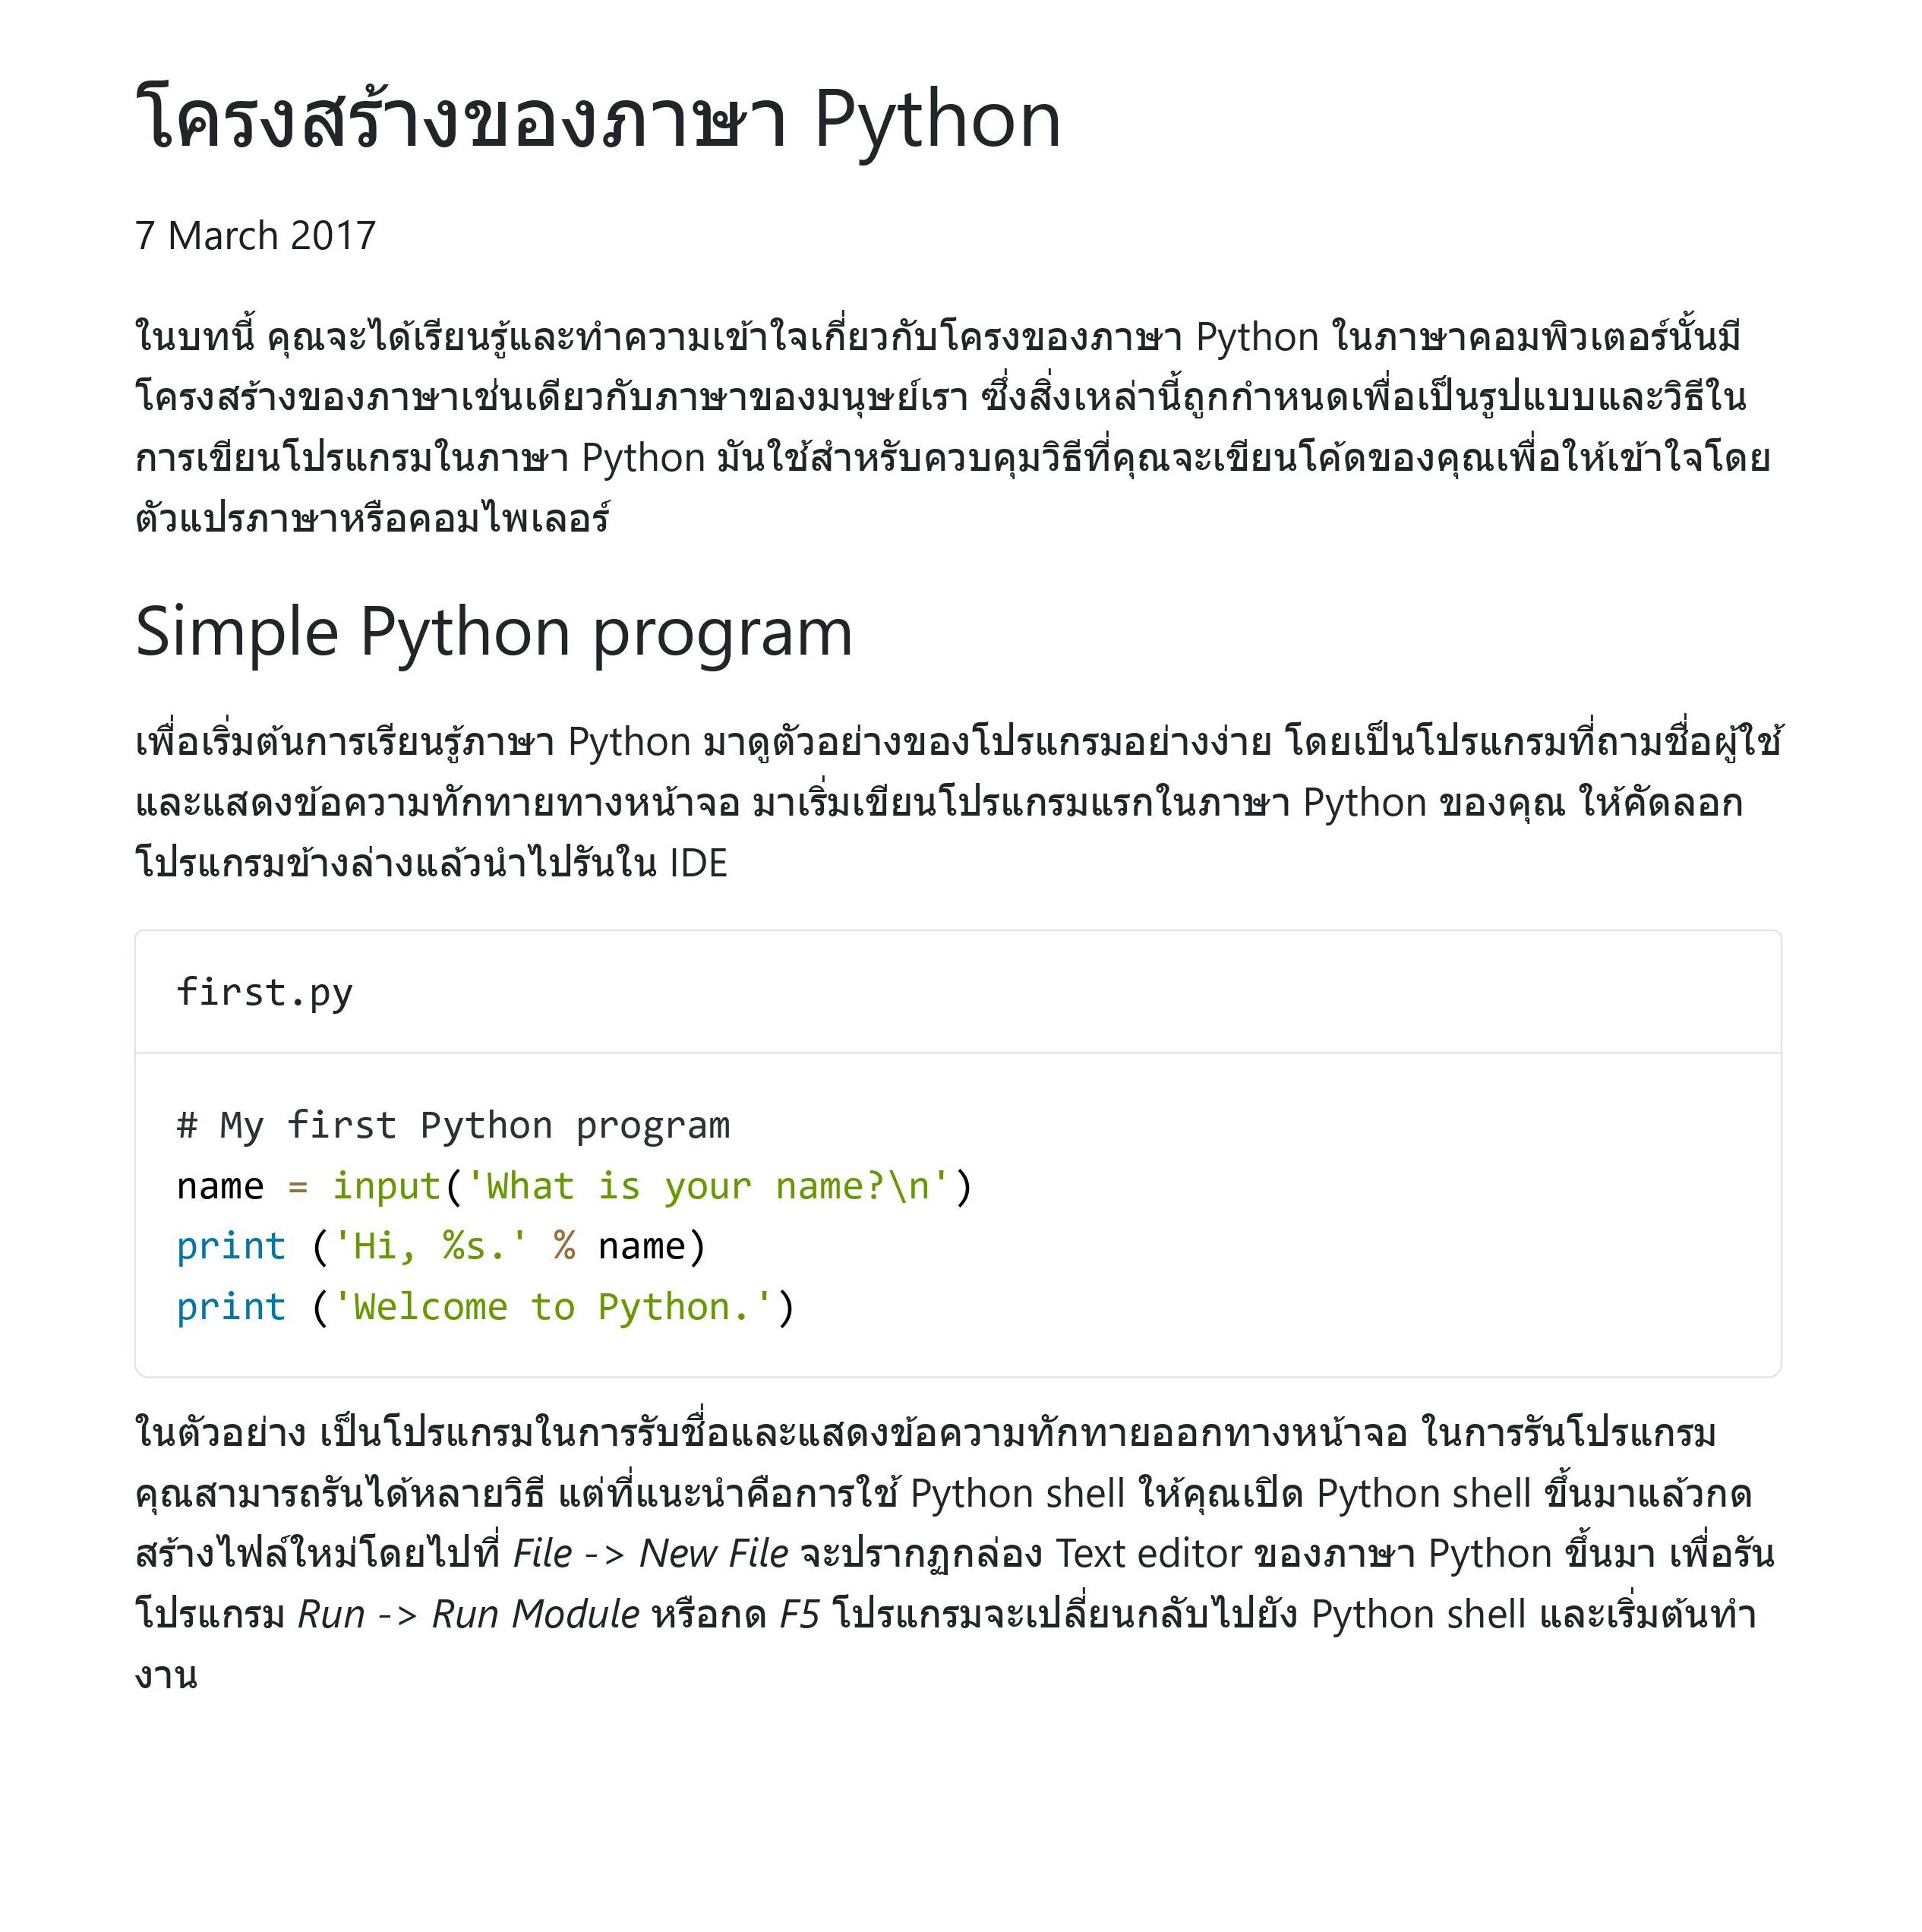 โครงสร้างของภาษา Python
7 March 2017
ในบทนี้ คุณจะได้เรียนรู้และทำความเข้าใจเกี่ยวกับโครงของภาษา Python ในภาษาคอมพิวเตอร์นั้นมี
โครงสร้างของภาษาเช่นเดียวกับภาษาของมนุษย์เรา ซึ่งสิ่งเหล่านี้ถูกกำหนดเพื่อเป็นรูปแบบและวิธีใน
การเขียนโปรแกรมในภาษา Python มันใช้สำหรับควบคุมวิธีที่คุณจะเขียนโค้ดของคุณเพื่อให้เข้าใจโดย
ตัวแปรภาษาหรือคอมไพเลอร์
Simple Python program
เพื่อเริ่มต้นการเรียนรู้ภาษา Python มาดูตัวอย่างของโปรแกรมอย่างง่าย โดยเป็นโปรแกรมที่ถามชื่อผู้ใช้
และแสดงข้อความทักทายทางหน้าจอ มาเริ่มเขียนโปรแกรมแรกในภาษา Python ของคุณ ให้คัดลอก
โปรแกรมข้างล่างแล้วนำไปรันใน IDE
first.py
# My first Python program
name = input('What is your name?\n')
print ('Hi, %s.' % name)
print ('Welcome to Python.')
ในตัวอย่าง เป็นโปรแกรมในการรับชื่อและแสดงข้อความทักทายออกทางหน้าจอ ในการรันโปรแกรม
คุณสามารถรันได้หลายวิธี แต่ที่แนะนำคือการใช้ Python shell ให้คุณเปิด Python shell ขึ้นมาแล้วกด
สร้างไฟล์ใหม่โดยไปที่ File -> New File จะปรากฏกล่อง Text editor ของภาษา Python ขึ้นมา เพื่อรัน
โปรแกรม Run -> Run Module หรือกด F5 โปรแกรมจะเปลี่ยนกลับไปยัง Python shell และเริ่มต้นทำ
งาน